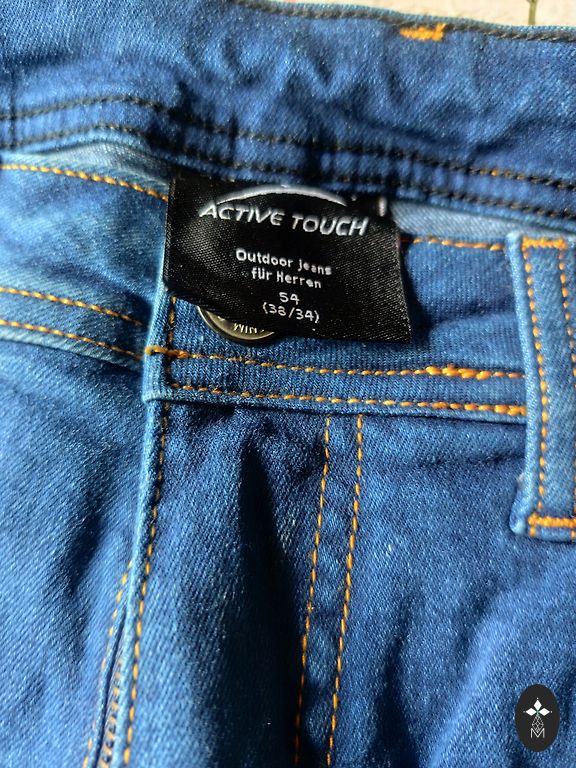 ACTIVE TOUCH
Outdoor jeans
für Herren
54
(38/34)